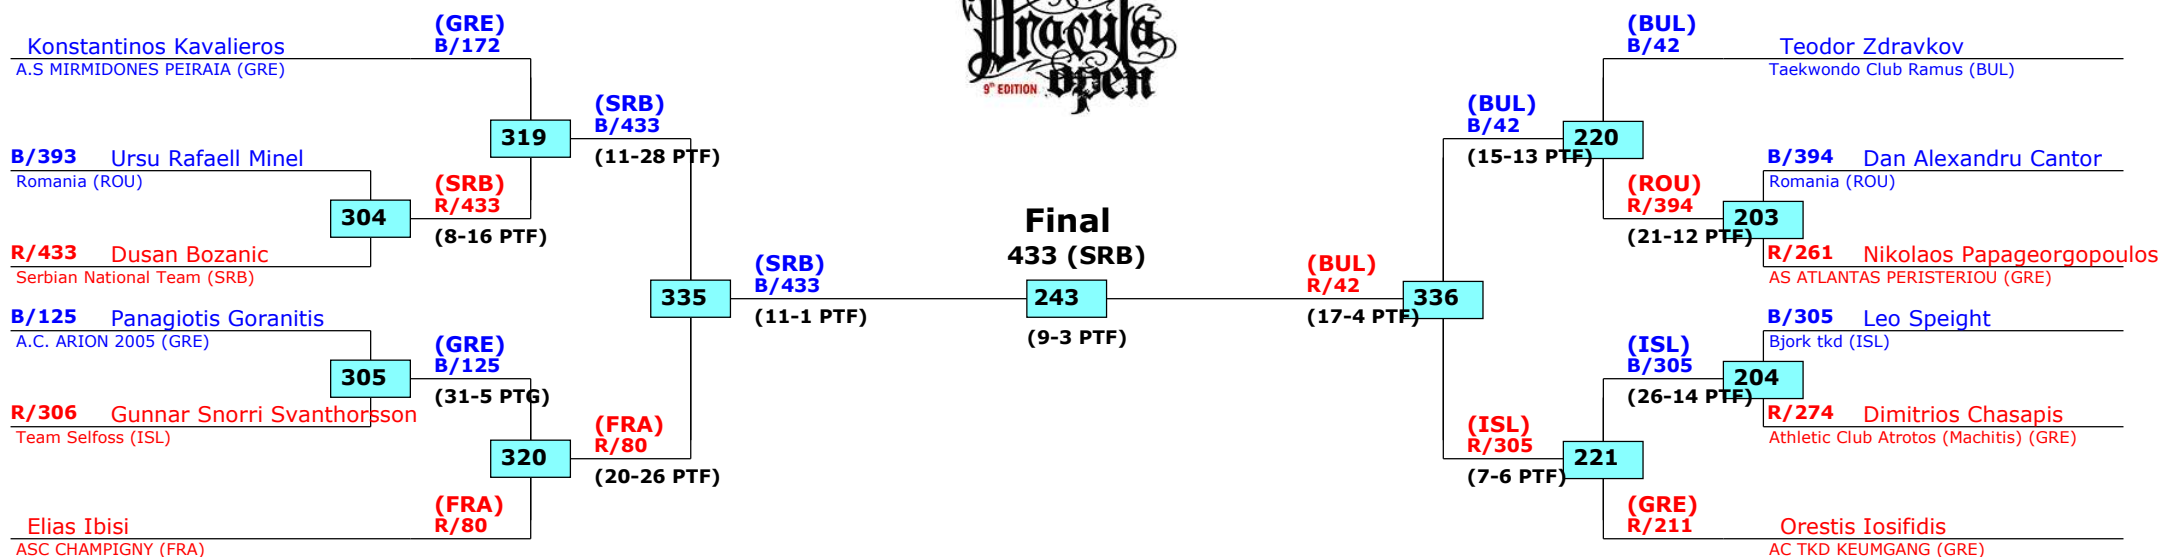 Dracula
open
9th EDITION
(GRE)
B/172
Konstantinos Kavalieros
A.S MIRMIDONES PEIRAIA (GRE)
319
(SRB)
B/433
(11-28 PTF)
B/393 Ursu Rafaell Minel
Romania (ROU)
304
(SRB)
R/433
(8-16 PTF)
R/433 Dusan Bozanic
Serbian National Team (SRB)
335
(SRB)
B/433
(11-1 PTF)
B/125 Panagiotis Goranitis
A.C. ARION 2005 (GRE)
305
(GRE)
B/125
(31-5 PTG)
R/306 Gunnar Snorri Svanthorsson
Team Selfoss (ISL)
320
(FRA)
R/80
(20-26 PTF)
(FRA)
R/80
Elias Ibisi
ASC CHAMPIGNY (FRA)
Final
433 (SRB)
243
(9-3 PTF)
(BUL)
R/42
(17-4 PTF)
336
(BUL)
B/42
Teodor Zdravkov
Taekwondo Club Ramus (BUL)
(BUL)
B/42
(15-13 PTF)
220
B/394 Dan Alexandru Cantor
Romania (ROU)
(ROU)
R/394
(21-12 PTF)
203
R/261 Nikolaos Papageorgopoulos
AS ATLANTAS PERISTERIOU (GRE)
B/305 Leo Speight
Bjork tkd (ISL)
(ISL)
B/305
(26-14 PTF)
204
R/274 Dimitrios Chasapis
Athletic Club Atrotos (Machitis) (GRE)
(ISL)
R/305
(7-6 PTF)
221
(GRE)
R/211
Orestis Iosifidis
AC TKD KEUMGANG (GRE)